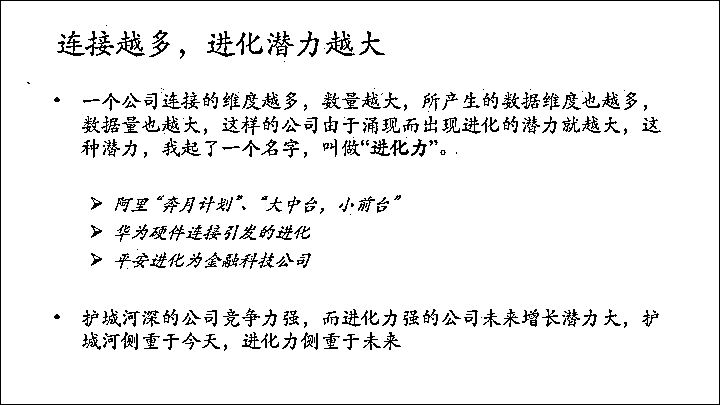 连接越多，进化潜力越大
• 一个公司连接的维度越多，数量越大，所产生的数据维度也越多，
数据量也越大，这样的公司由于涌现而出现进化的潜力就越大，这
种潜力，我起了一个名字，叫做“进化力”。
➢ 阿里“奔月计划”、“大中台，小前台”
➢ 华为硬件连接引发的进化
➢ 平安进化为金融科技公司
• 护城河深的公司竞争力强，而进化力强的公司未来增长潜力大，护
城河侧重于今天，进化力侧重于未来